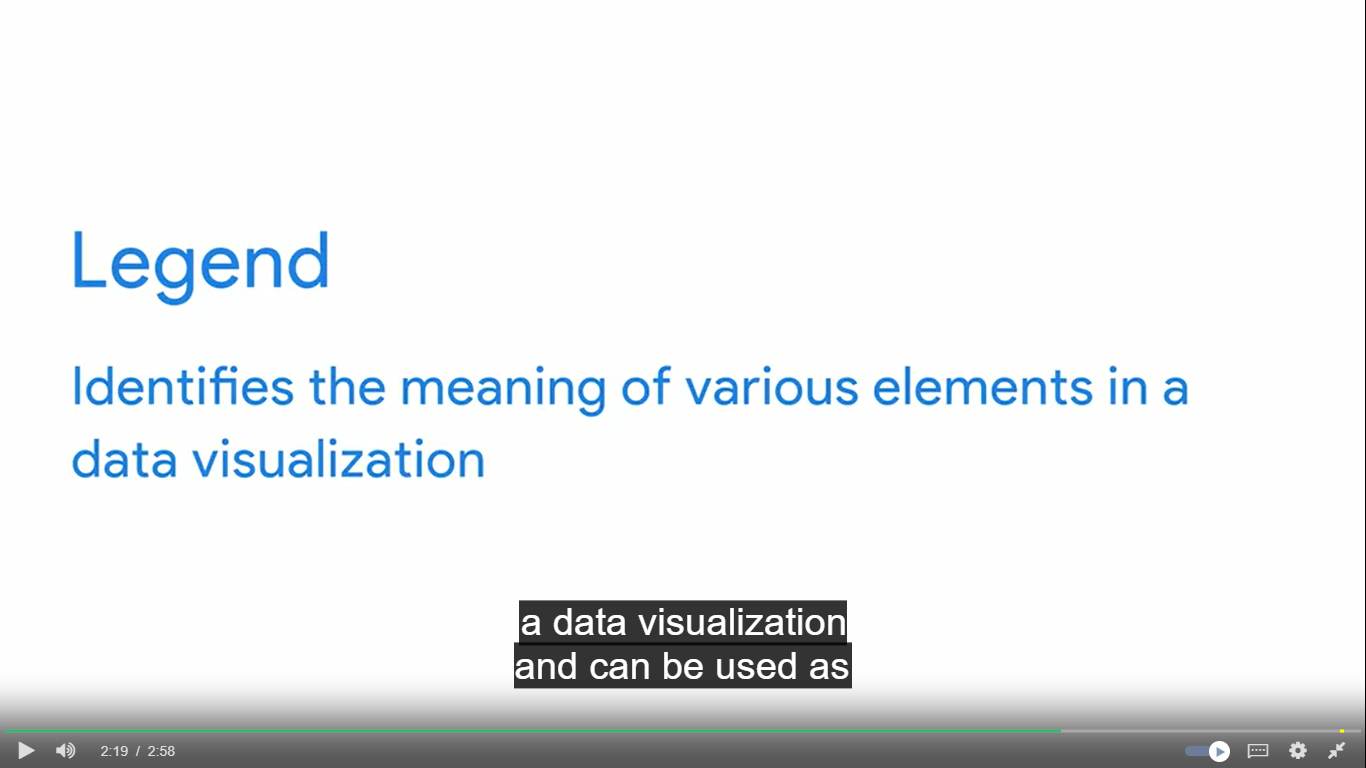 Legend
Identifies the meaning of various elements in a
data visualization
a data visualization
and can be used as
2:19 / 2:58